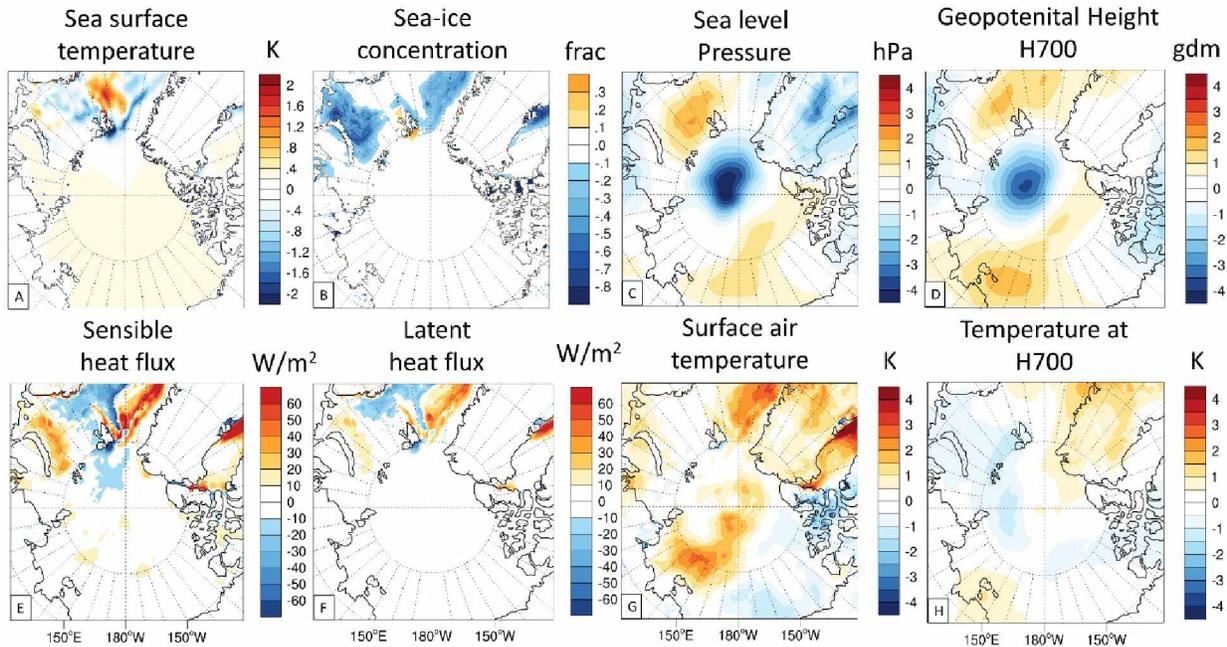 Sea surface
temperature
K
2
1.6
1.2
.8
.4
0
-.4
-.8
-1.2
-1.6
-2
A
Sea-ice
concentration
frac
.3
.2
.1
.0
-.1
-.2
-.3
-.4
-.6
-.7
-.8
B
Sea level
Pressure
hPa
4
3
2
1
0
-1
-2
-3
-4
C
Geopotenital Height
H700
gdm
4
3
2
1
0
-1
-2
-3
-4
D
Sensible
heat flux
W/m²
60
50
40
30
20
10
0
-10
-20
-30
-40
-50
-60
E
150°E 180°W 150°W
Latent
heat flux
W/m²
60
50
40
30
20
10
0
-10
-20
-30
-40
-50
-60
F
150°E 180°W 150°W
Surface air
temperature
K
4
3
2
1
0
-1
-2
-3
-4
G
150°E 180°W 150°W
Temperature at
H700
K
4
3
2
1
0
-1
-2
-3
-4
H
150°E 180°W 150°W